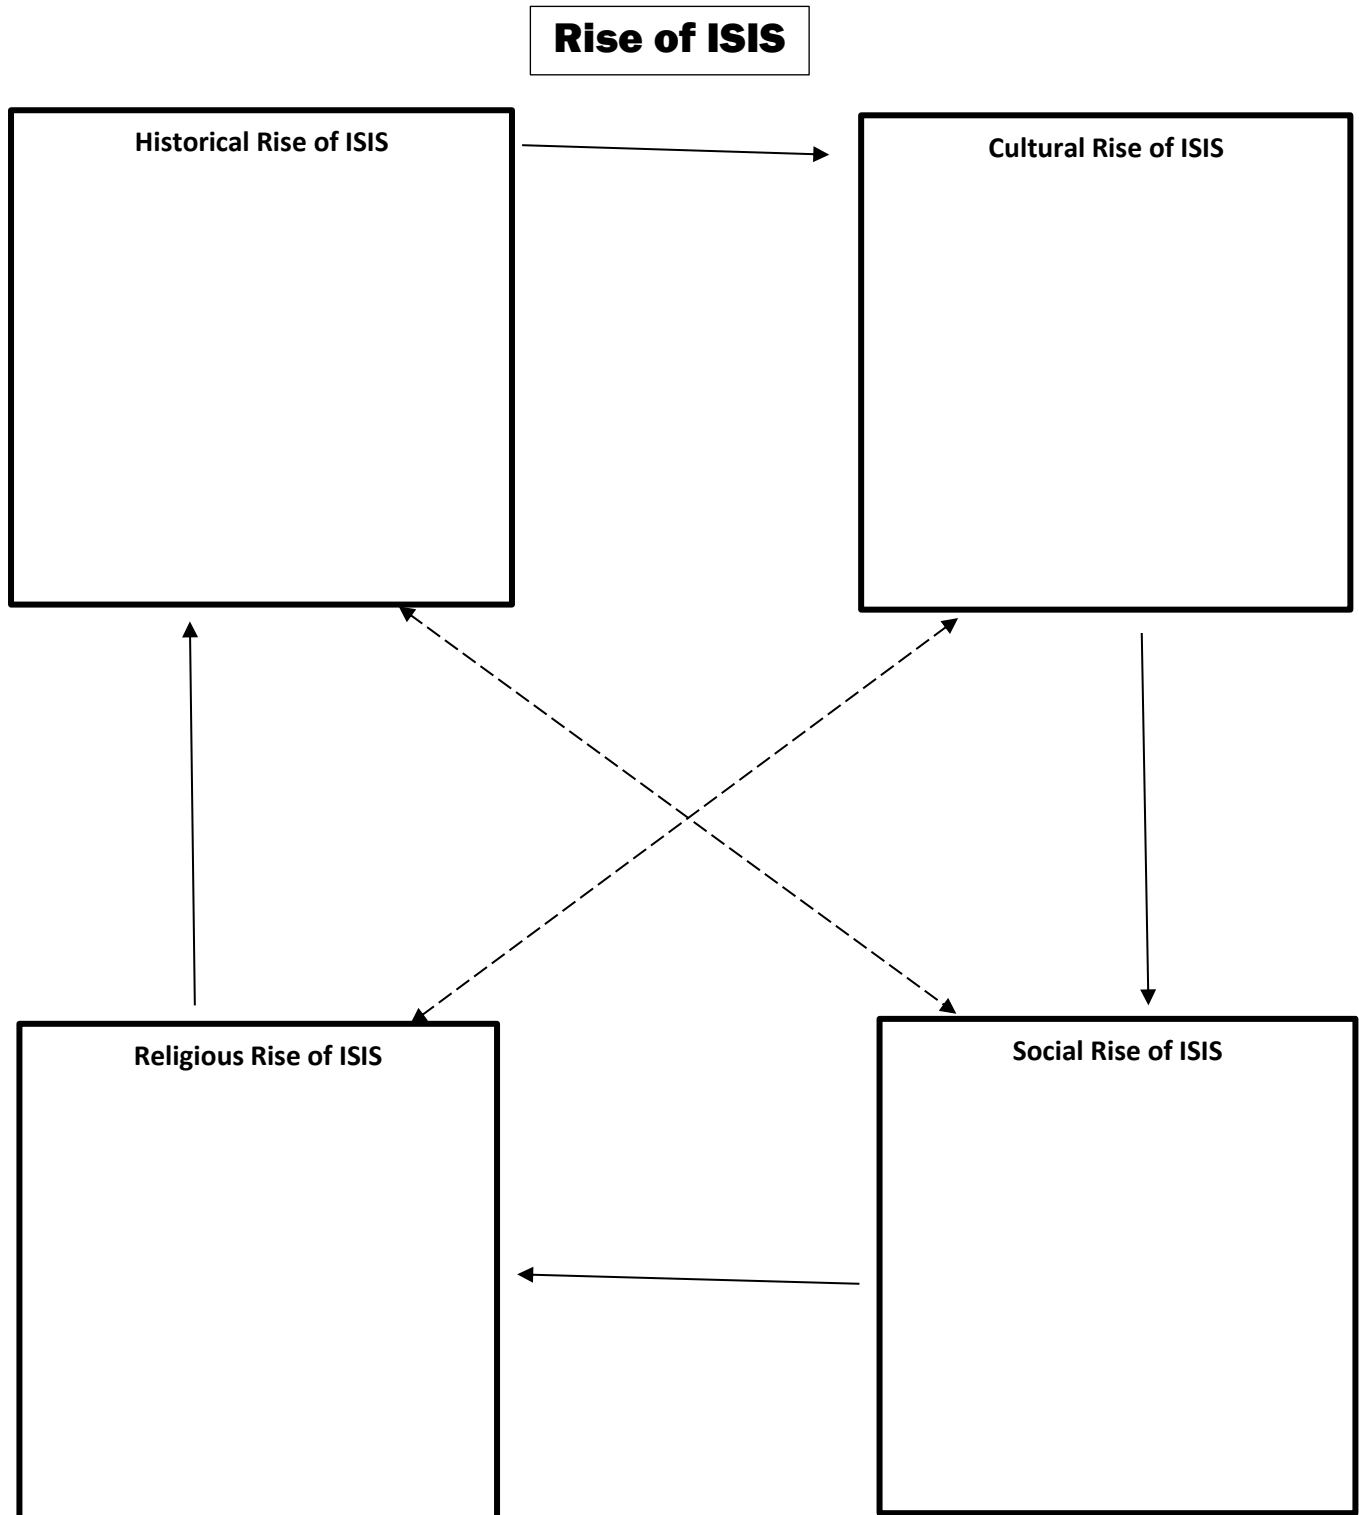 Rise of ISIS
Historical Rise of ISIS
Cultural Rise of ISIS
Religious Rise of ISIS
Social Rise of ISIS